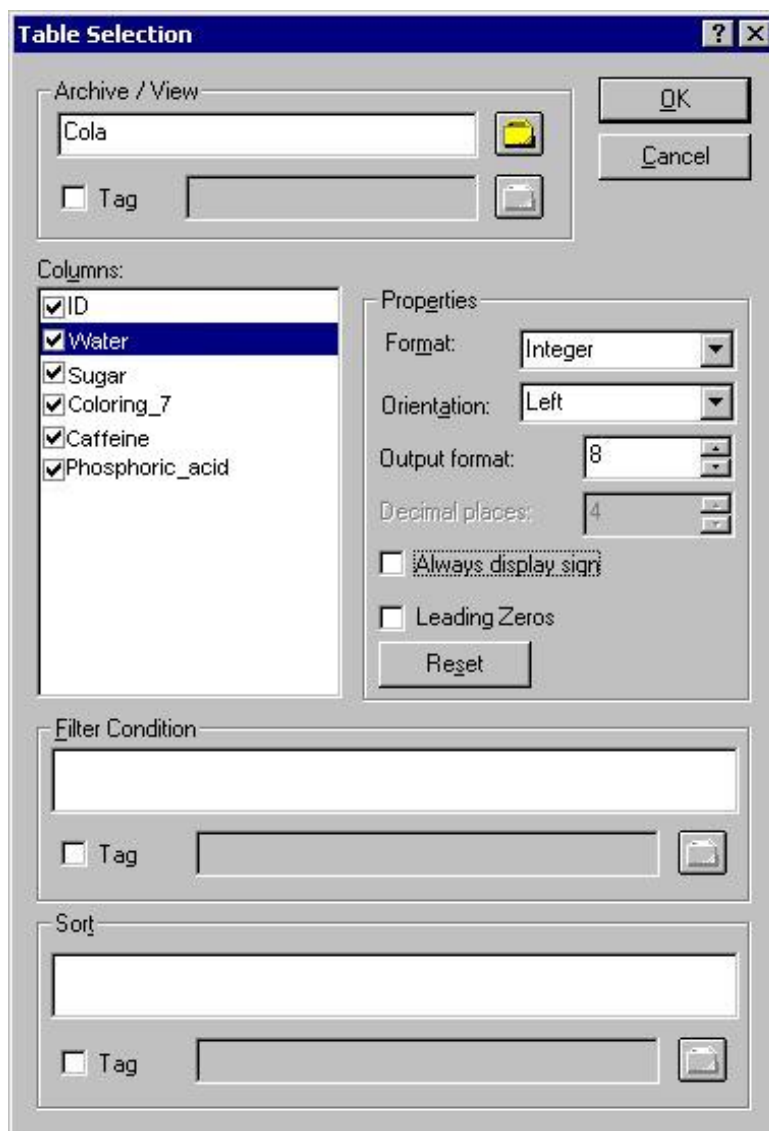 Table Selection
Archive / View
OK
Cola
Cancel
Tag
Columns:
ID
Water
Sugar
Coloring_7
Caffeine
Phosphoric_acid
Properties
Format:
Integer
Orientation:
Left
Output format:
8
Decimal places:
4
Always display sign
Leading Zeros
Reset
Filter Condition
Tag
Sort
Tag